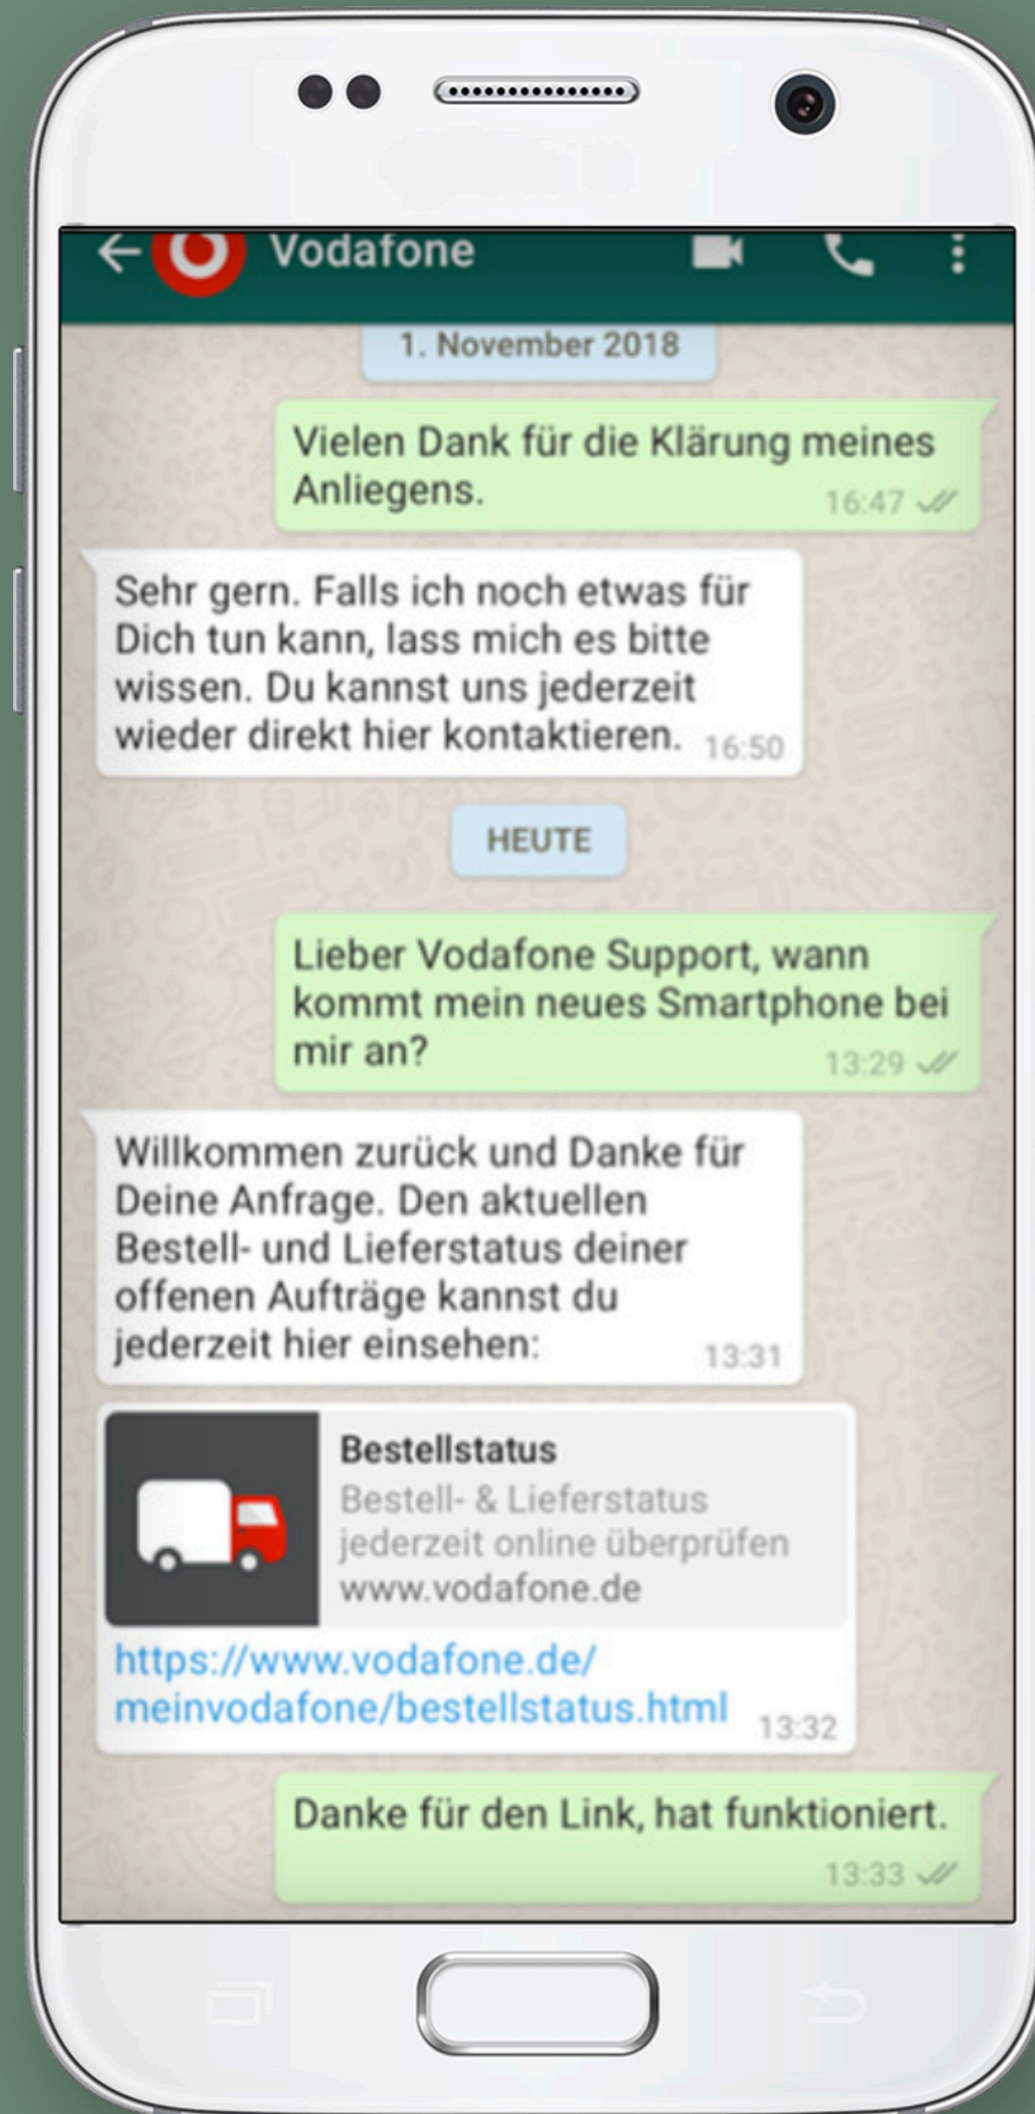 Vodafone
1. November 2018
Vielen Dank für die Klärung meines
Anliegens.
16:47
Sehr gern. Falls ich noch etwas für
Dich tun kann, lass mich es bitte
wissen. Du kannst uns jederzeit
wieder direkt hier kontaktieren.
16:50
HEUTE
Lieber Vodafone Support, wann
kommt mein neues Smartphone bei
mir an?
13:29
Willkommen zurück und Danke für
Deine Anfrage. Den aktuellen
Bestell- und Lieferstatus deiner
offenen Aufträge kannst du
jederzeit hier einsehen:
13:31
Bestellstatus
Bestell- & Lieferstatus
jederzeit online überprüfen
www.vodafone.de
https://www.vodafone.de/
meinvodafone/bestellstatus.html
13:32
Danke für den Link, hat funktioniert.
13:33